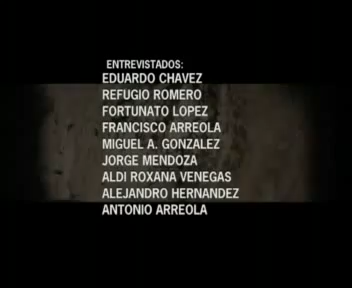 ENTREVISTADOS:
EDUARDO CHAVEZ
REFUGIO ROMERO
FORTUNATO LOPEZ
FRANCISCO ARREOLA
MIGUEL A. GONZALEZ
JORGE MENDOZA
ALDI ROXANA VENEGAS
ALEJANDRO HERNANDEZ
ANTONIO ARREOLA